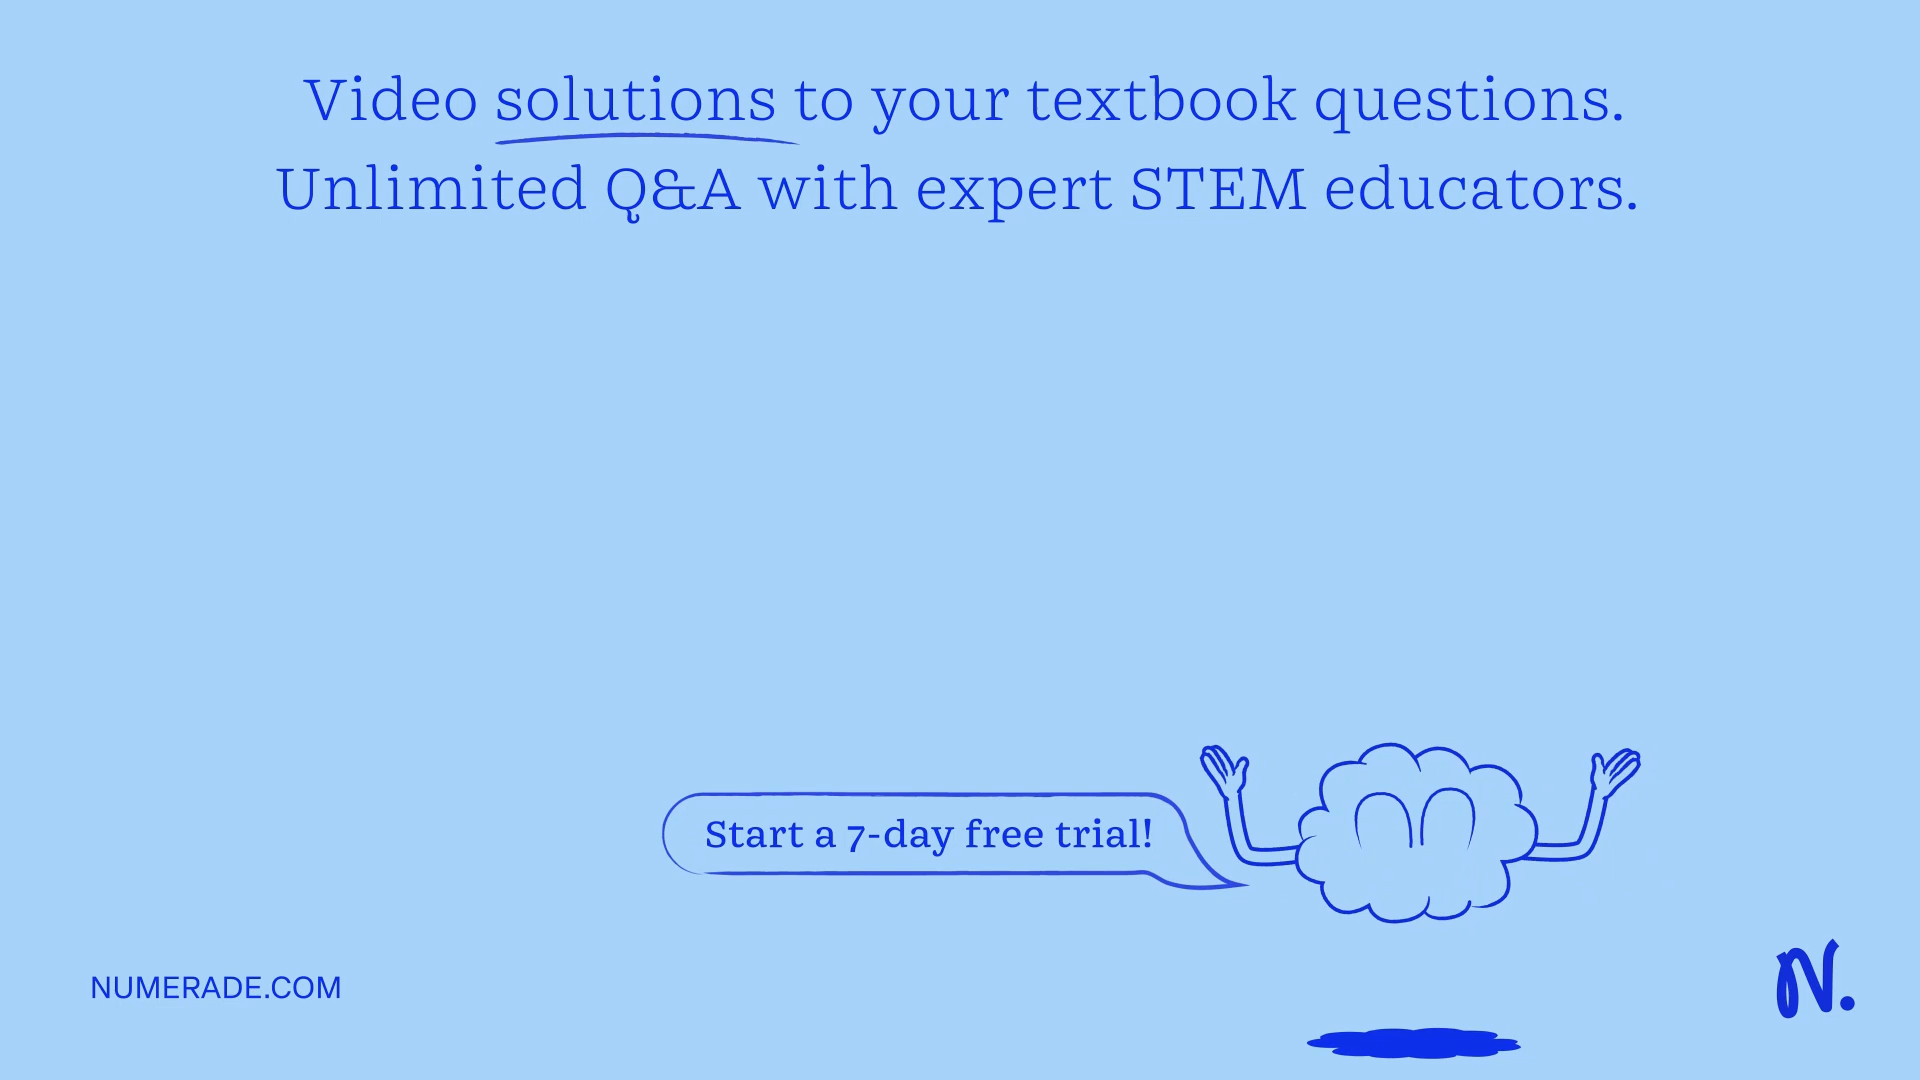 Video solutions to your textbook questions.
Unlimited Q&A with expert STEM educators.
Start a 7-day free trial!
NUMERADE.COM
N.